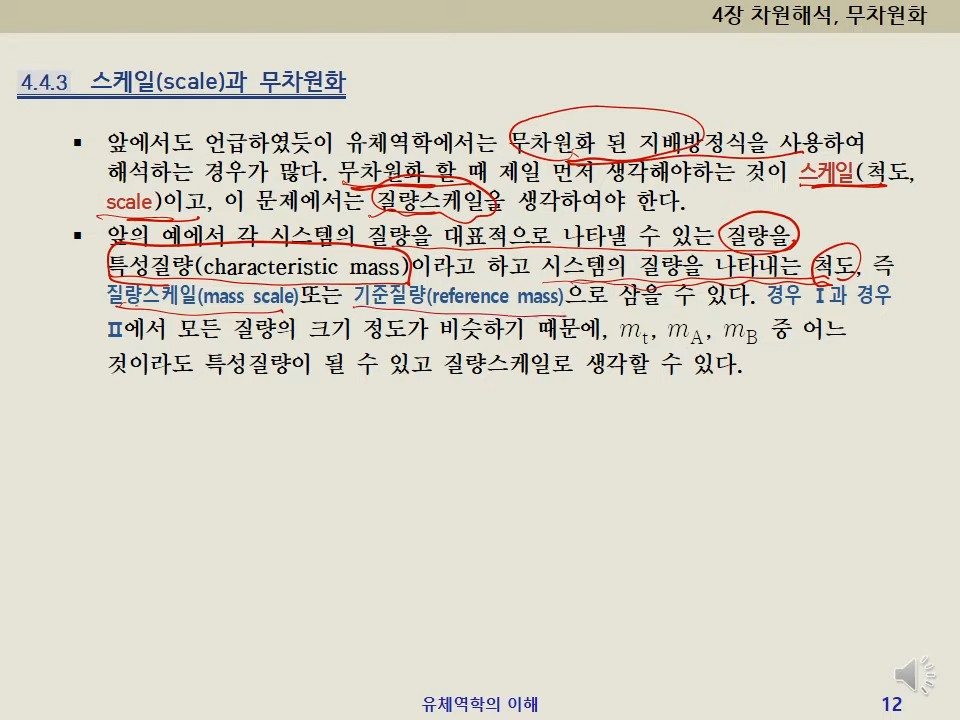 4장 차원해석, 무차원화
4.4.3 스케일(scale)과 무차원화
▪ 앞에서도 언급하였듯이 유체역학에서는 무차원화 된 지배방정식을 사용하여
해석하는 경우가 많다. 무차원화 할 때 제일 먼저 생각해야하는 것이 스케일(척도,
scale)이고, 이 문제에서는 질량스케일을 생각하여야 한다.
▪ 앞의 예에서 각 시스템의 질량을 대표적으로 나타낼 수 있는 질량을,
특성질량(characteristic mass)이라고 하고 시스템의 질량을 나타내는 척도, 즉
질량스케일(mass scale)또는 기준질량(reference mass)으로 삼을 수 있다. 경우 Ⅰ과 경우
Ⅱ에서 모든 질량의 크기 정도가 비슷하기 때문에, m_t, m_A, m_B 중 어느
것이라도 특성질량이 될 수 있고 질량스케일로 생각할 수 있다.
유체역학의 이해
12